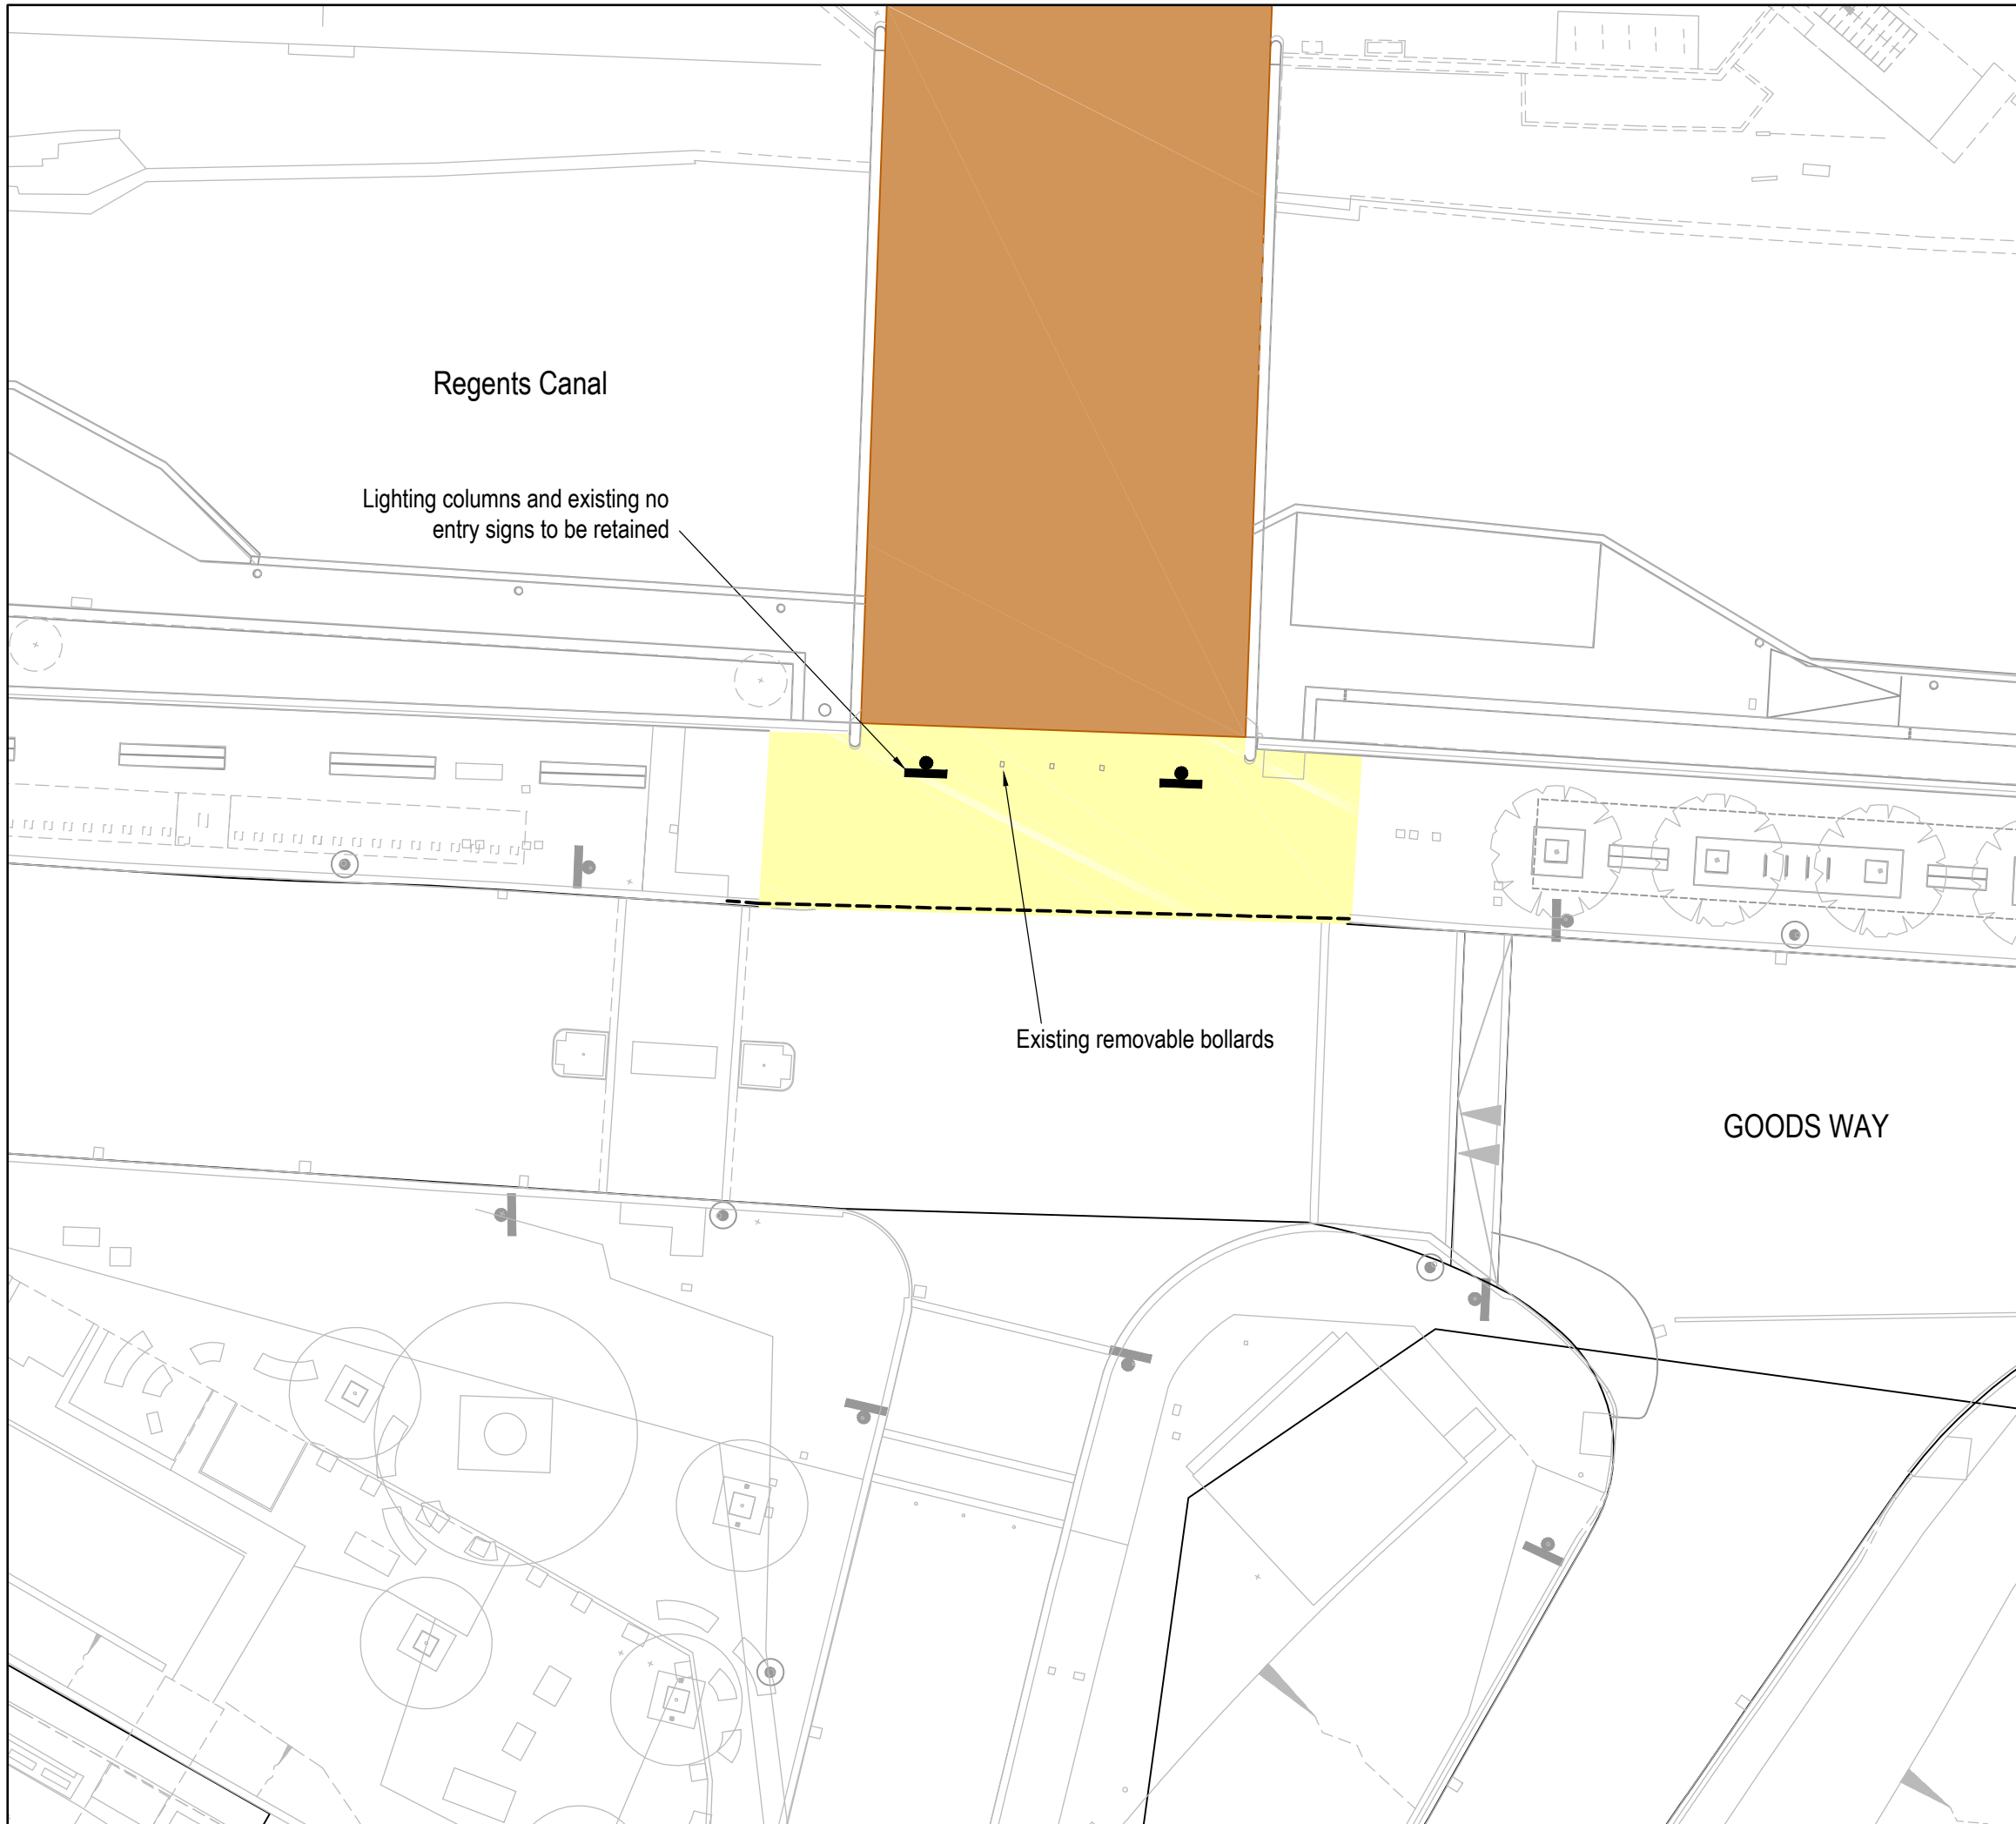 Regents Canal
Lighting columns and existing no
entry signs to be retained
Existing removable bollards
GOODS WAY